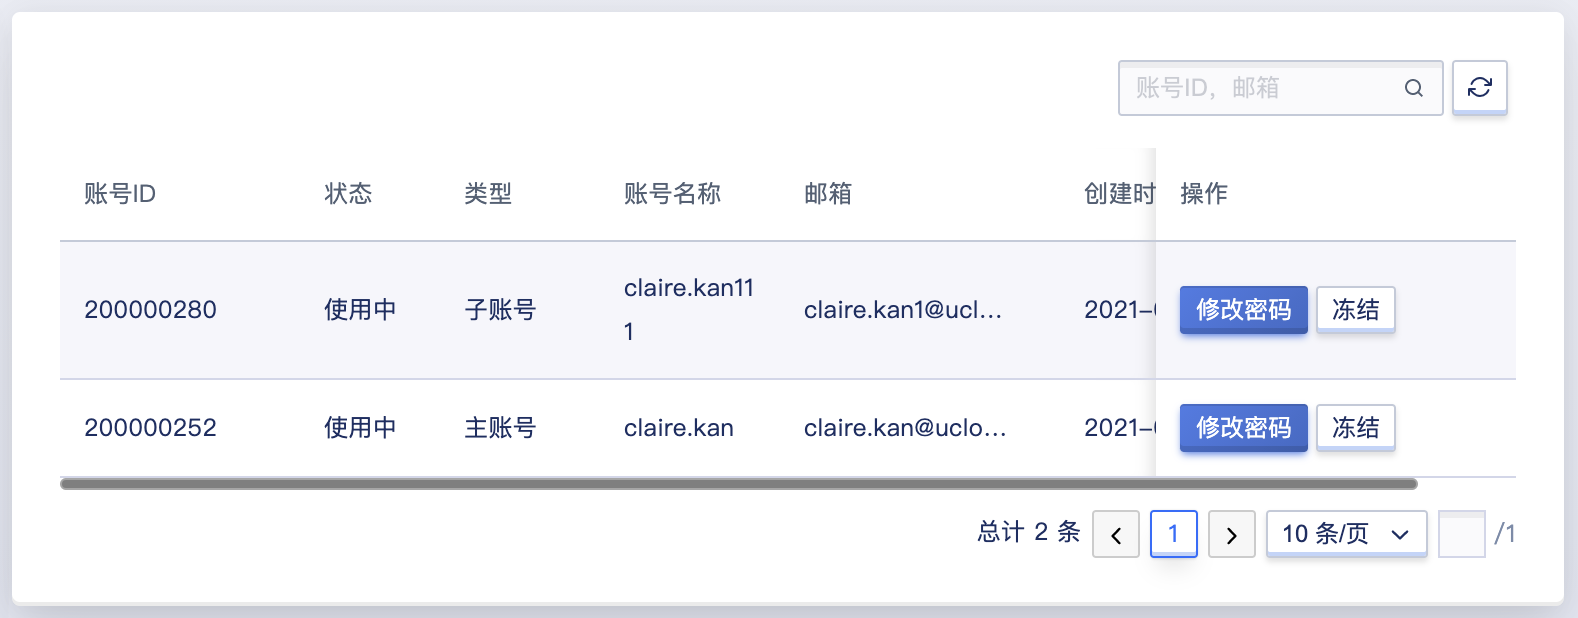 账号ID，邮箱
账号ID 状态 类型 账号名称 邮箱 创建时 操作
200000280 使用中 子账号 claire.kan11
1 claire.kan1@ucl... 2021- 修改密码 冻结
200000252 使用中 主账号 claire.kan claire.kan@uclo... 2021- 修改密码 冻结
总计 2 条 1 10 条/页 /1